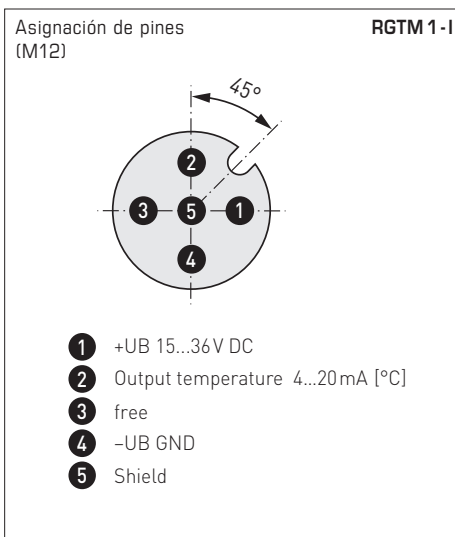 Asignación de pines
(M12)
RGTM 1 - I
45°
2
3 5 1
4
1 +UB 15...36 V DC
2 Output temperature 4...20 mA [°C]
3 free
4 –UB GND
5 Shield